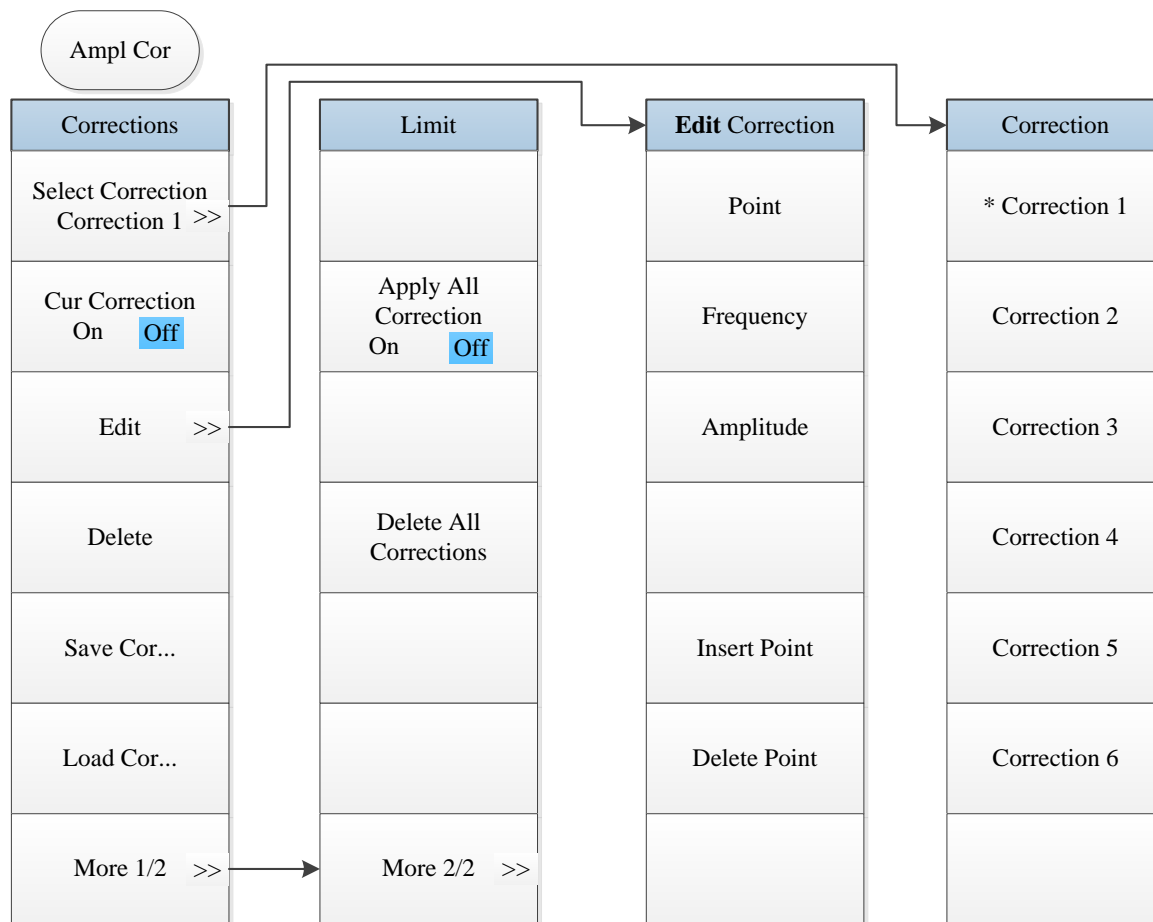 Ampl Cor
Corrections
Select Correction
Correction 1 >>
Cur Correction
On Off
Edit >>
Delete
Save Cor...
Load Cor...
More 1/2 >>
Limit
Apply All
Correction
On Off
Delete All
Corrections
More 2/2 >>
Edit Correction
Point
Frequency
Amplitude
Insert Point
Delete Point
Correction
* Correction 1
Correction 2
Correction 3
Correction 4
Correction 5
Correction 6